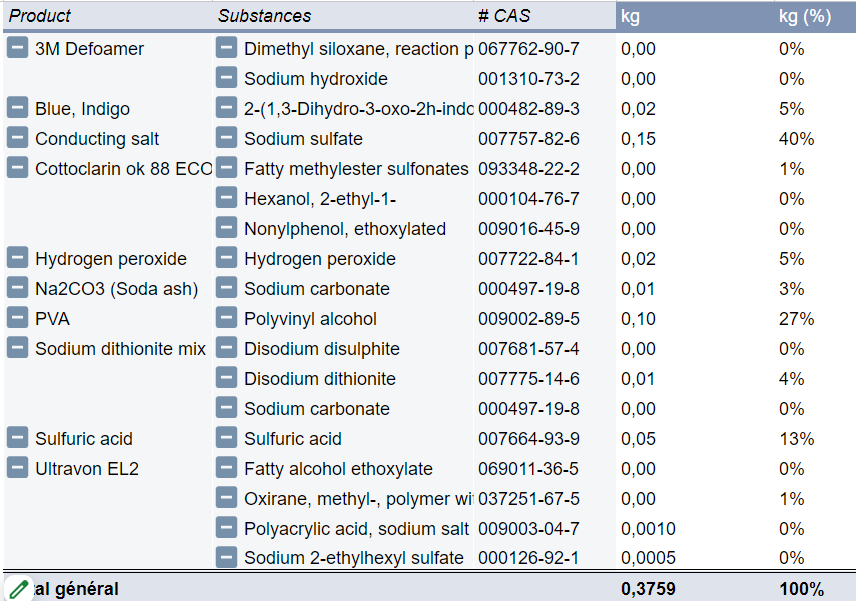 Product Substances # CAS kg kg (%)
3M Defoamer Dimethyl siloxane, reaction p 067762-90-7 0,00 0%
Sodium hydroxide 001310-73-2 0,00 0%
Blue, Indigo 2-(1,3-Dihydro-3-oxo-2h-indo 000482-89-3 0,02 5%
Conducting salt Sodium sulfate 007757-82-6 0,15 40%
Cottoclarin ok 88 ECO Fatty methylester sulfonates 093348-22-2 0,00 1%
Hexanol, 2-ethyl-1- 000104-76-7 0,00 0%
Nonylphenol, ethoxylated 009016-45-9 0,00 0%
Hydrogen peroxide Hydrogen peroxide 007722-84-1 0,02 5%
Na2CO3 (Soda ash) Sodium carbonate 000497-19-8 0,01 3%
PVA Polyvinyl alcohol 009002-89-5 0,10 27%
Sodium dithionite mix Disodium disulphite 007681-57-4 0,00 0%
Disodium dithionite 007775-14-6 0,01 4%
Sodium carbonate 000497-19-8 0,00 0%
Sulfuric acid Sulfuric acid 007664-93-9 0,05 13%
Ultravon EL2 Fatty alcohol ethoxylate 069011-36-5 0,00 0%
Oxirane, methyl-, polymer wi 037251-67-5 0,00 1%
Polyacrylic acid, sodium salt 009003-04-7 0,0010 0%
Sodium 2-ethylhexyl sulfate 000126-92-1 0,0005 0%
tal général 0,3759 100%